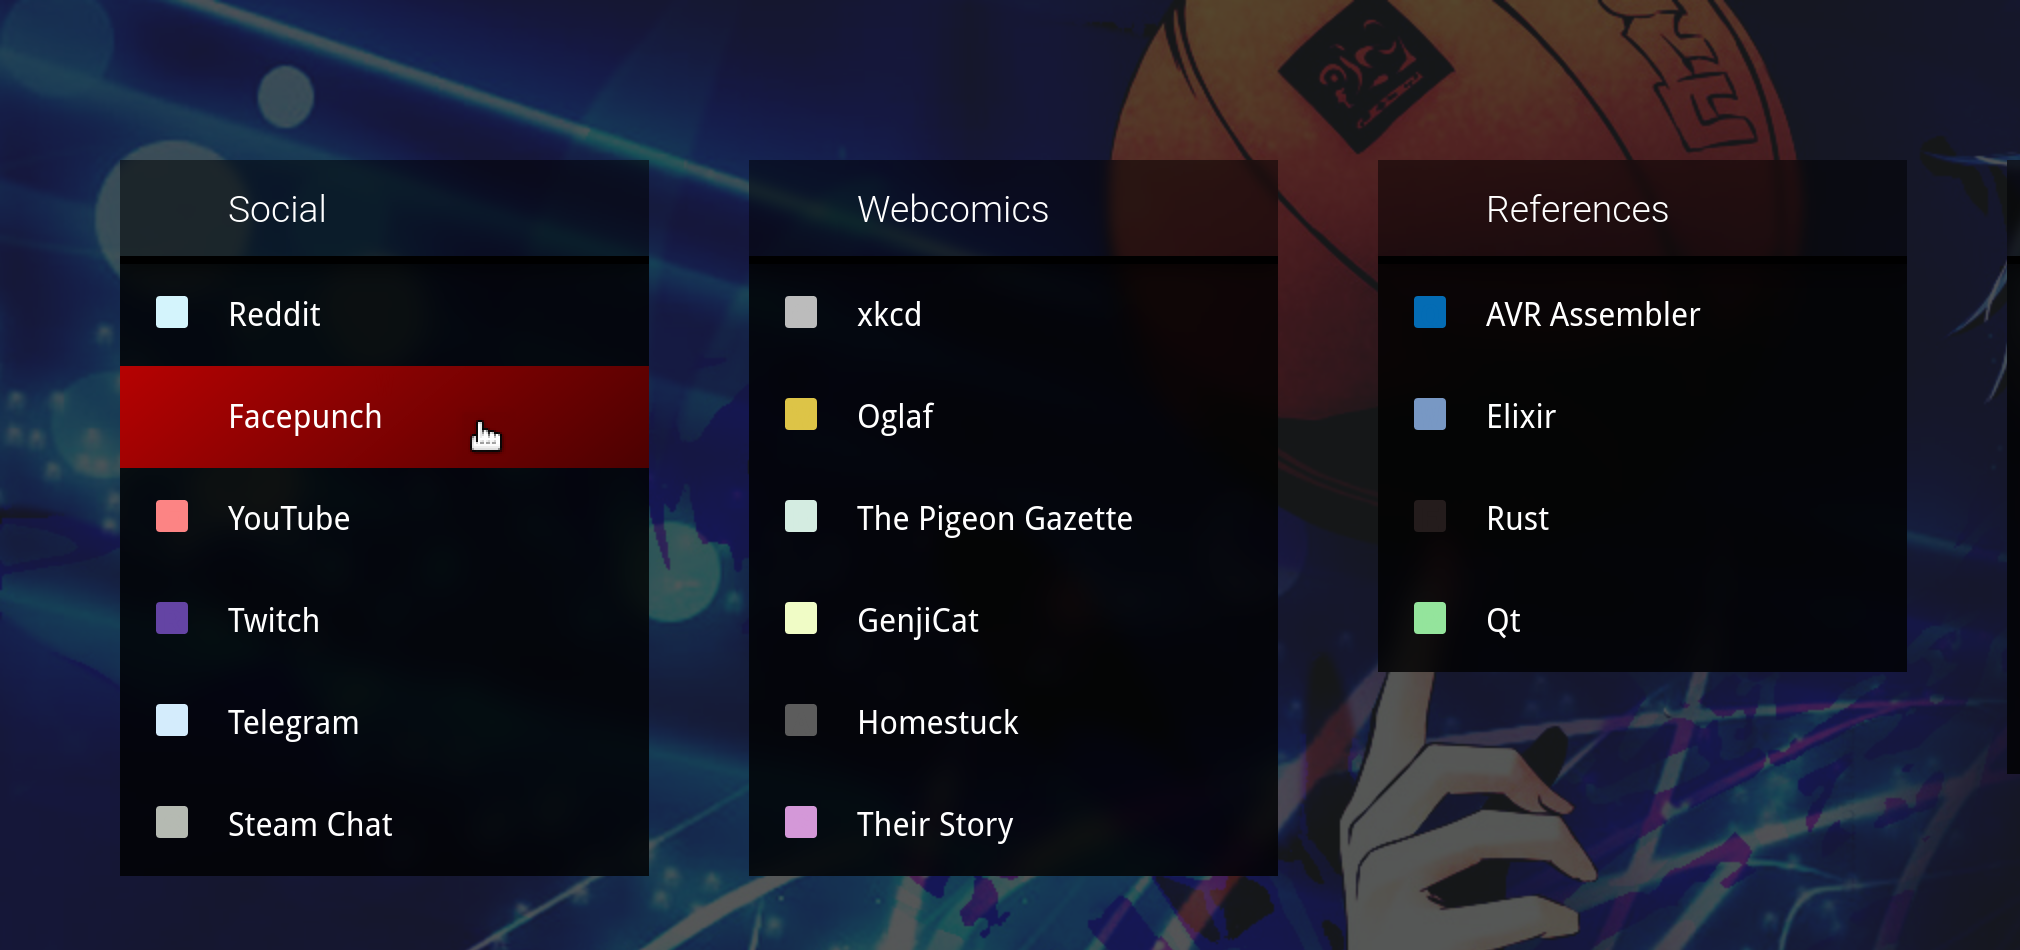 Social
Reddit
Facepunch
YouTube
Twitch
Telegram
Steam Chat
Webcomics
xkcd
Oglaf
The Pigeon Gazette
GenjiCat
Homestuck
Their Story
References
AVR Assembler
Elixir
Rust
Qt